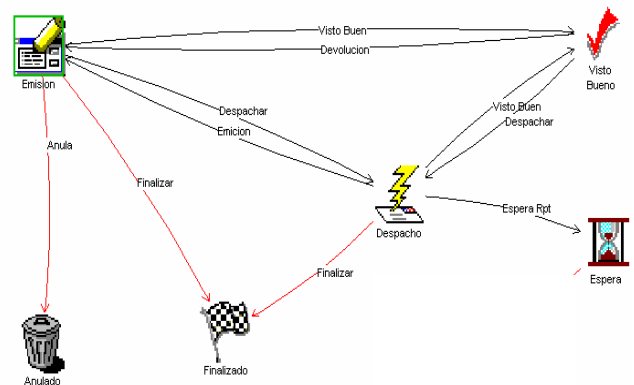 Visto Buen
Devolucion
Emision
Visto
Bueno
Despachar
Emicion
Visto Buen
Despachar
Anula
Finalizar
Espera Rpt
Despacho
Finalizar
Espera
Finalizado
Anulado